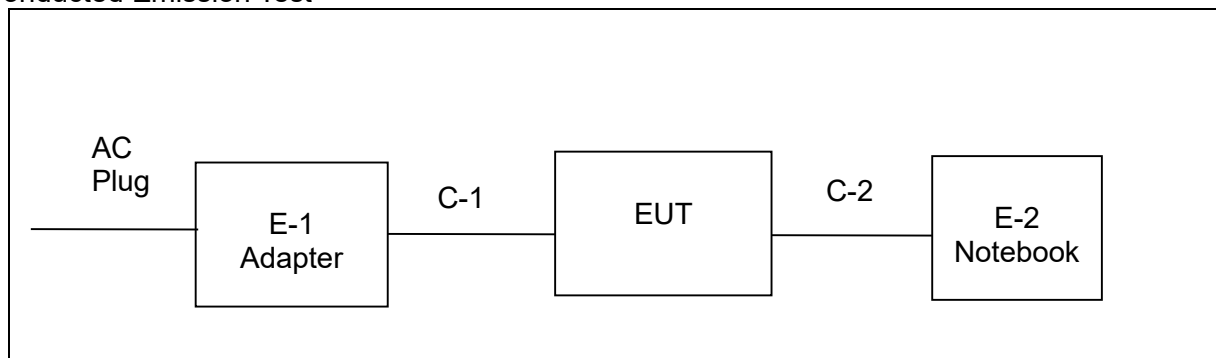 onducted Emission Test
AC
Plug
E-1
Adapter
C-1
EUT
C-2
E-2
Notebook